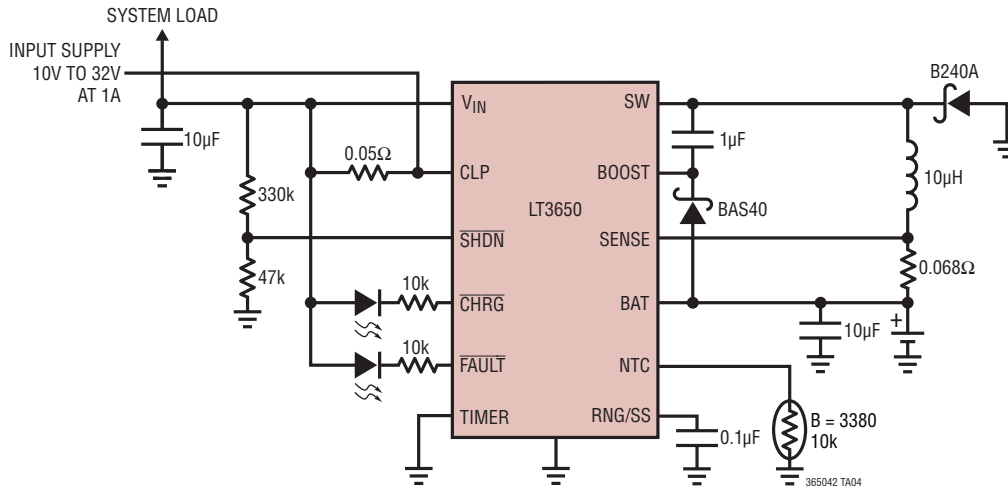 SYSTEM LOAD
INPUT SUPPLY
10V TO 32V
AT 1A
10µF
330k
47k
0.05Ω
10k
10k
VIN
CLP
SHDN
CHRG
FAULT
TIMER
LT3650
SW
BOOST
SENSE
BAT
NTC
RNG/SS
1µF
BAS40
B240A
10µH
0.068Ω
+
10µF
0.1µF
B = 3380
10k
365042 TA04